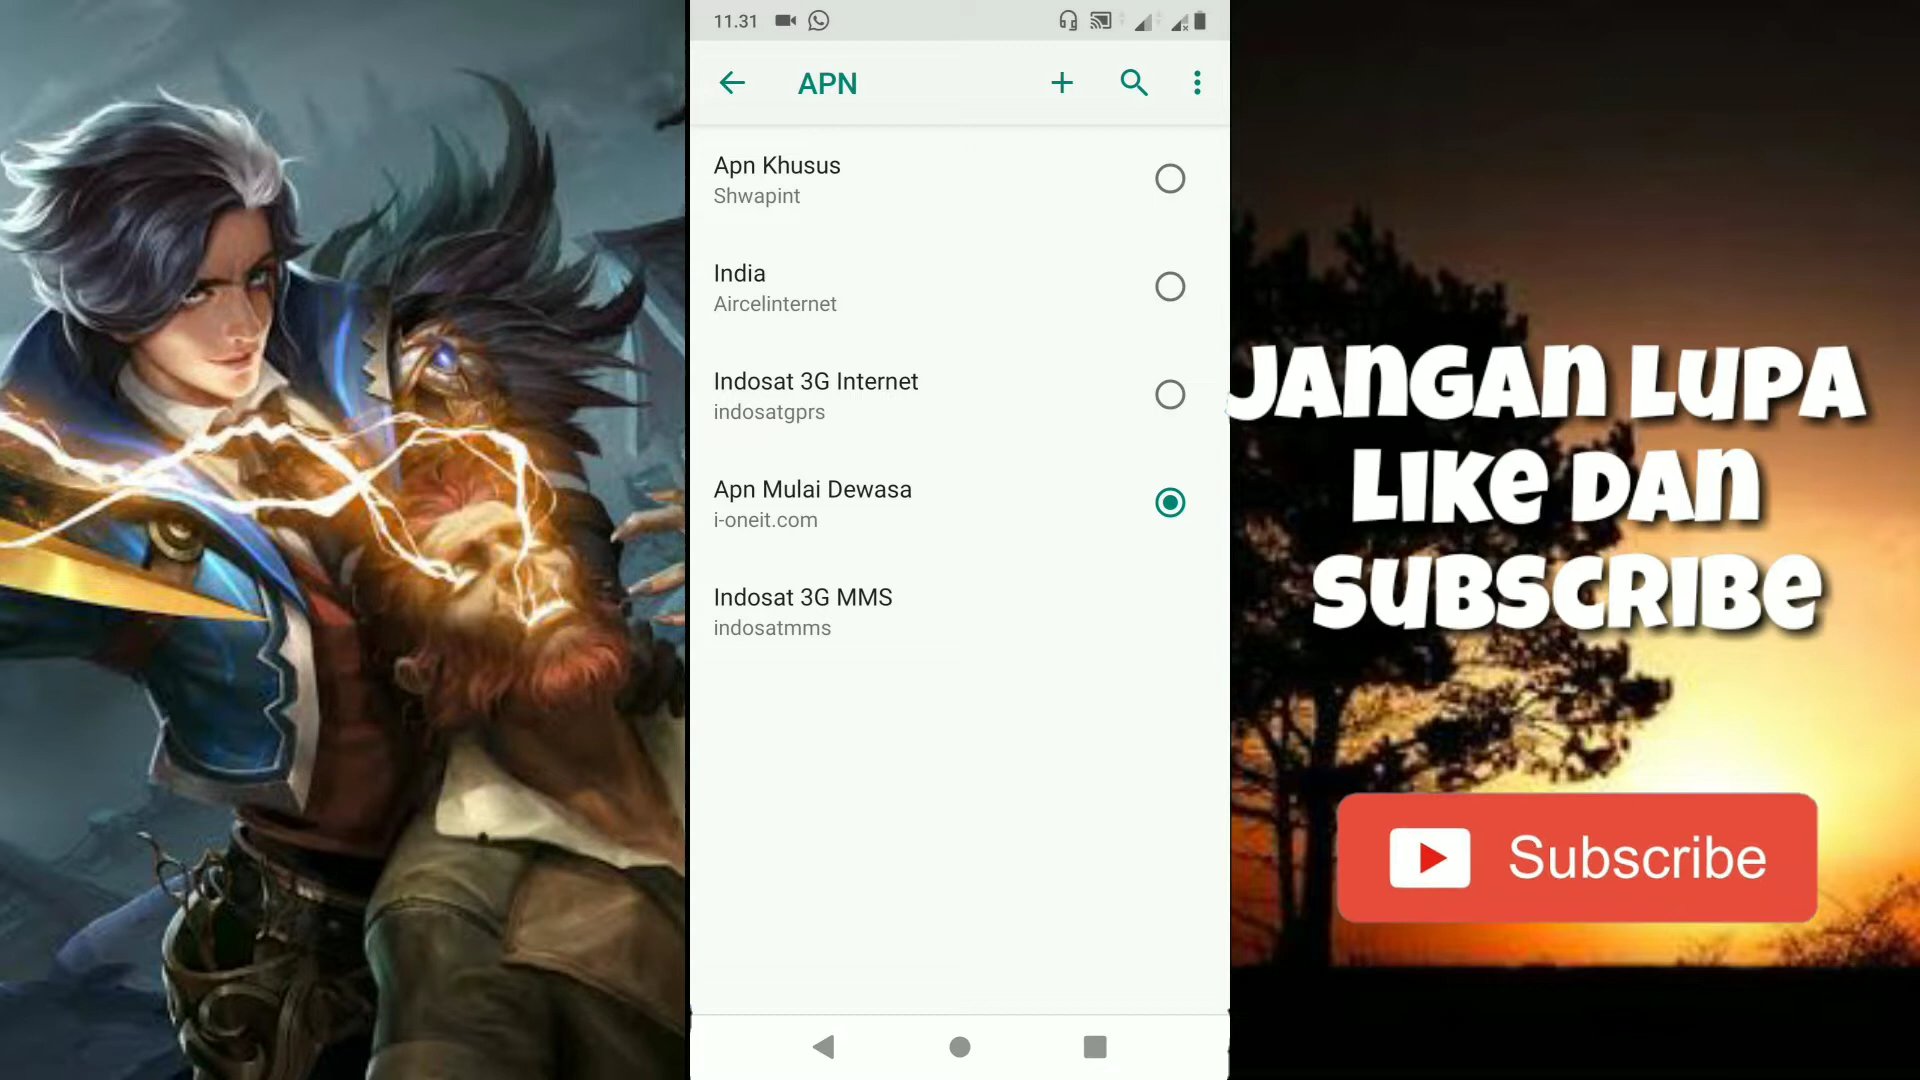 11.31
APN
Apn Khusus
Shwapint
India
Aircelinternet
Indosat 3G Internet
indosatgprs
Apn Mulai Dewasa
i-oneit.com
Indosat 3G MMS
indosatmms
JANGAN LUPA
LIKE DAN
SUBSCRIBE
Subscribe